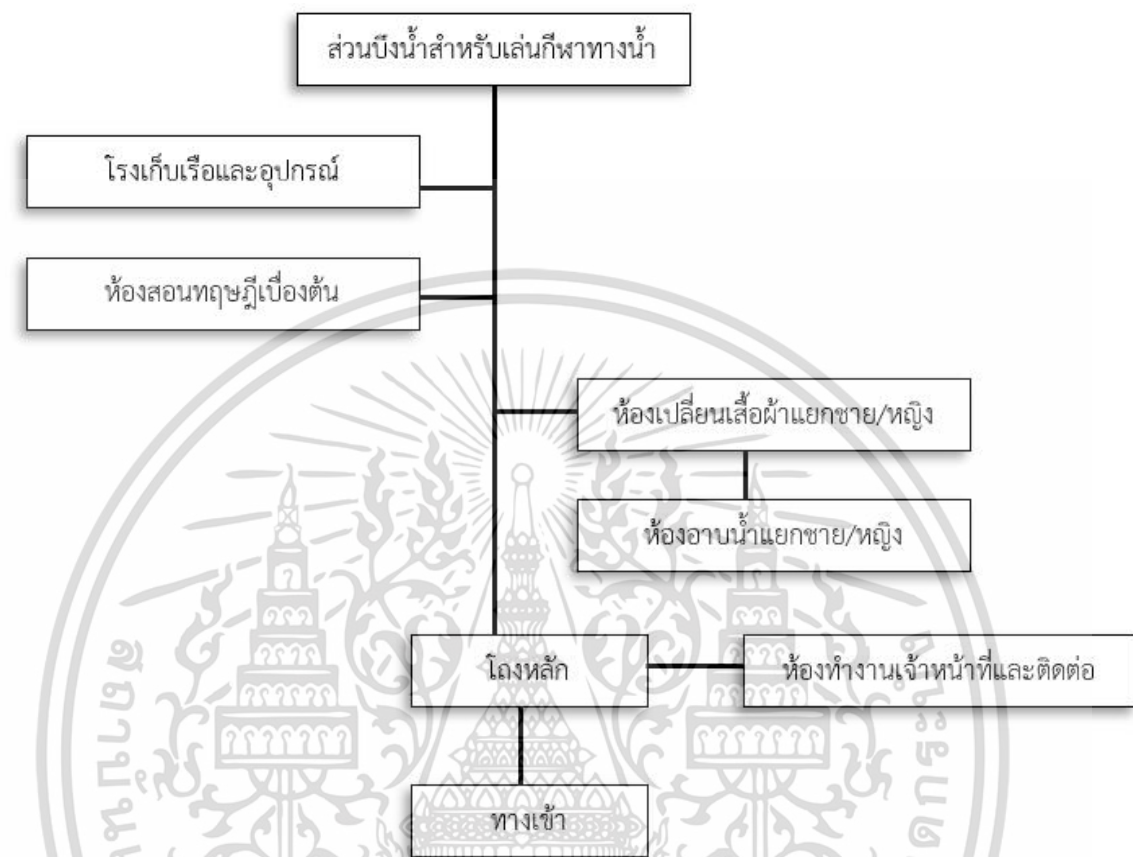 ส่วนบึงน้ำสำหรับเล่นกีฬาทางน้ำ
โรงเก็บเรือและอุปกรณ์
ห้องสอนทฤษฎีเบื่องต้น
ห้องเปลี่ยนเสื้อผ้าแยกชาย/หญิง
ห้องอาบน้ำแยกชาย/หญิง
โถงหลัก
ห้องทำงานเจ้าหน้าที่และติดต่อ
ทางเข้า